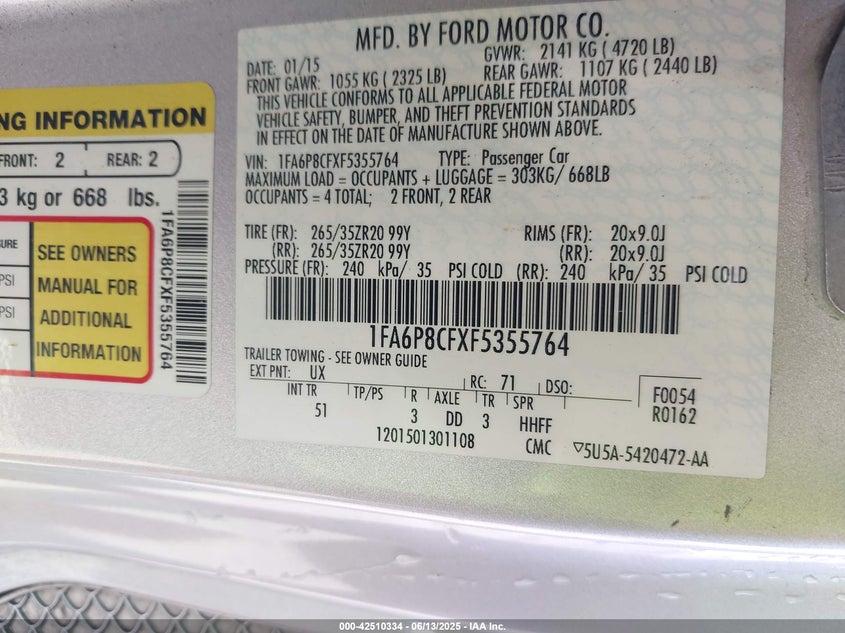 NG INFORMATION
FRONT: 2 REAR: 2
3 kg or 668 lbs.
SURE
PSI
PSI
SEE OWNERS
MANUAL FOR
ADDITIONAL
INFORMATION
1FA6P8CFXF5355764
MFD. BY FORD MOTOR CO.
DATE: 01/15 GVWR: 2141 KG ( 4720 LB)
FRONT GAWR: 1055 KG ( 2325 LB) REAR GAWR: 1107 KG ( 2440 LB)
THIS VEHICLE CONFORMS TO ALL APPLICABLE FEDERAL MOTOR
VEHICLE SAFETY, BUMPER, AND THEFT PREVENTION STANDARDS
IN EFFECT ON THE DATE OF MANUFACTURE SHOWN ABOVE.
VIN: 1FA6P8CFXF5355764 TYPE: Passenger Car
MAXIMUM LOAD = OCCUPANTS + LUGGAGE = 303KG/ 668LB
OCCUPANTS = 4 TOTAL; 2 FRONT, 2 REAR
TIRE (FR): 265/35ZR20 99Y RIMS (FR): 20x9.0J
(RR): 265/35ZR20 99Y (RR): 20x9.0J
PRESSURE (FR): 240 kPa/ 35 PSI COLD (RR): 240 kPa/ 35 PSI COLD
1FA6P8CFXF5355764
TRAILER TOWING - SEE OWNER GUIDE
EXT PNT: UX RC: 71 DSO:
INT TR TP/PS R AXLE TR SPR
51 3 DD 3 HHFF
F0054
R0162
1201501301108 CMC ▽5U5A-5420472-AA
000-42510334 - 06/13/2025 - IAA Inc.